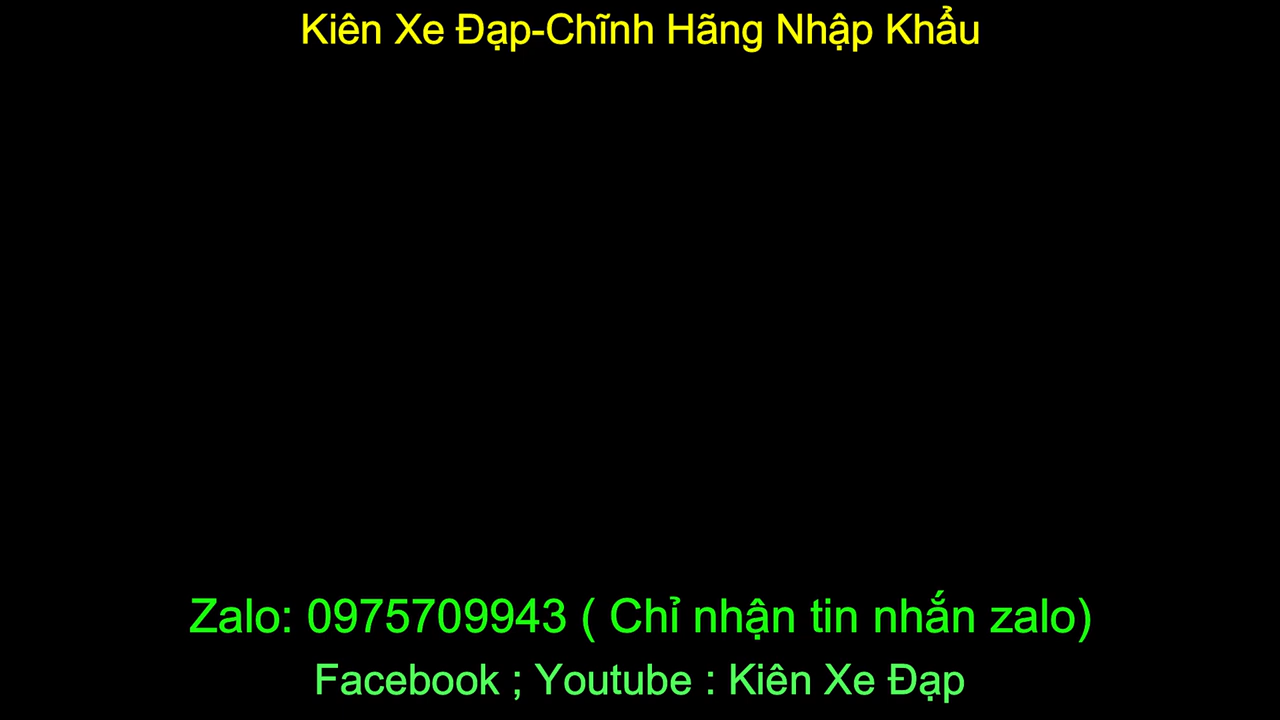 Kiên Xe Đạp-Chĩnh Hãng Nhập Khẩu
Zalo: 0975709943 ( Chỉ nhận tin nhắn zalo)
Facebook ; Youtube : Kiên Xe Đạp